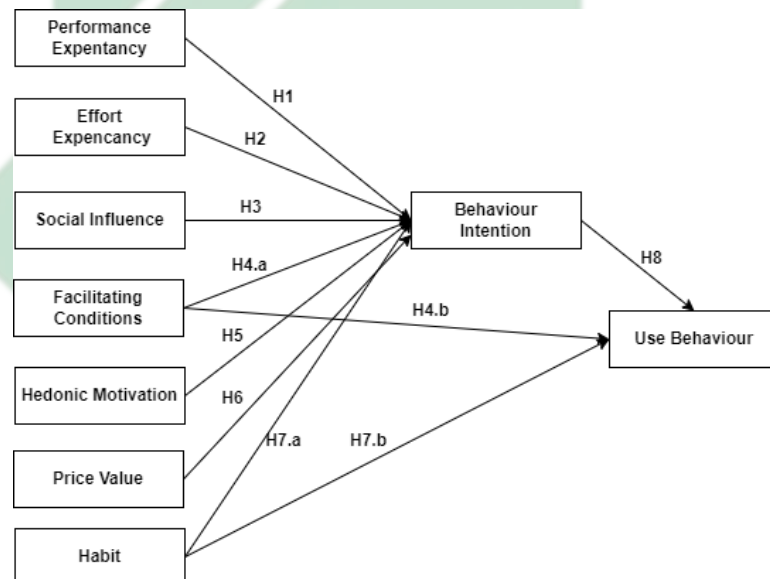 Performance
Expentancy
H1
Effort
Expencancy
H2
Social Influence
H3
Behaviour
Intention
H4.a
H8
Facilitating
Conditions
H4.b
H5
Use Behaviour
Hedonic Motivation
H6
H7.a
H7.b
Price Value
Habit